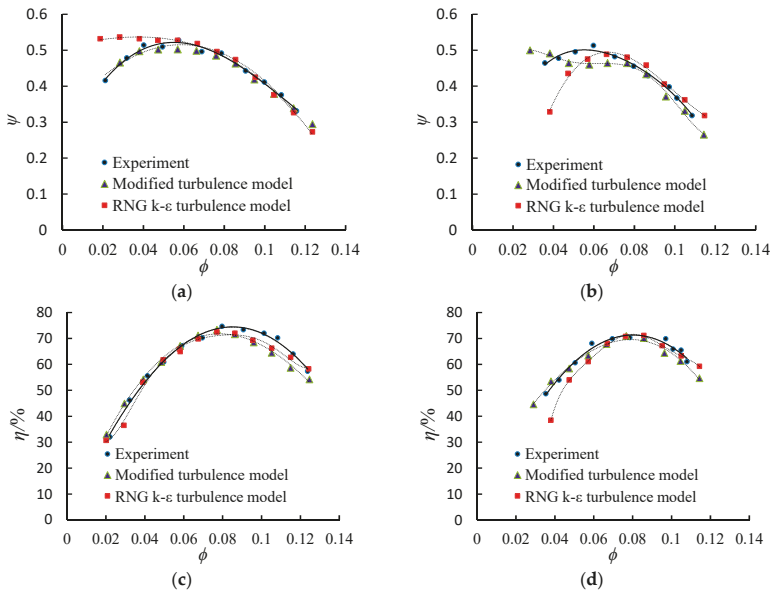 0.6
0.5
0.4
0.3
0.2
0.1
0
ψ
0 0.02 0.04 0.06 0.08 0.1 0.12 0.14
ϕ
Experiment
Modified turbulence model
RNG k-ε turbulence model
(a)
0.6
0.5
0.4
0.3
0.2
0.1
0
ψ
0 0.02 0.04 0.06 0.08 0.1 0.12 0.14
ϕ
Experiment
Modified turbulence model
RNG k-ε turbulence model
(b)
80
70
60
50
40
30
20
10
0
η/%
0 0.02 0.04 0.06 0.08 0.1 0.12 0.14
ϕ
Experiment
Modified turbulence model
RNG k-ε turbulence model
(c)
80
70
60
50
40
30
20
10
0
η/%
0 0.02 0.04 0.06 0.08 0.1 0.12 0.14
ϕ
Experiment
Modified turbulence model
RNG k-ε turbulence model
(d)